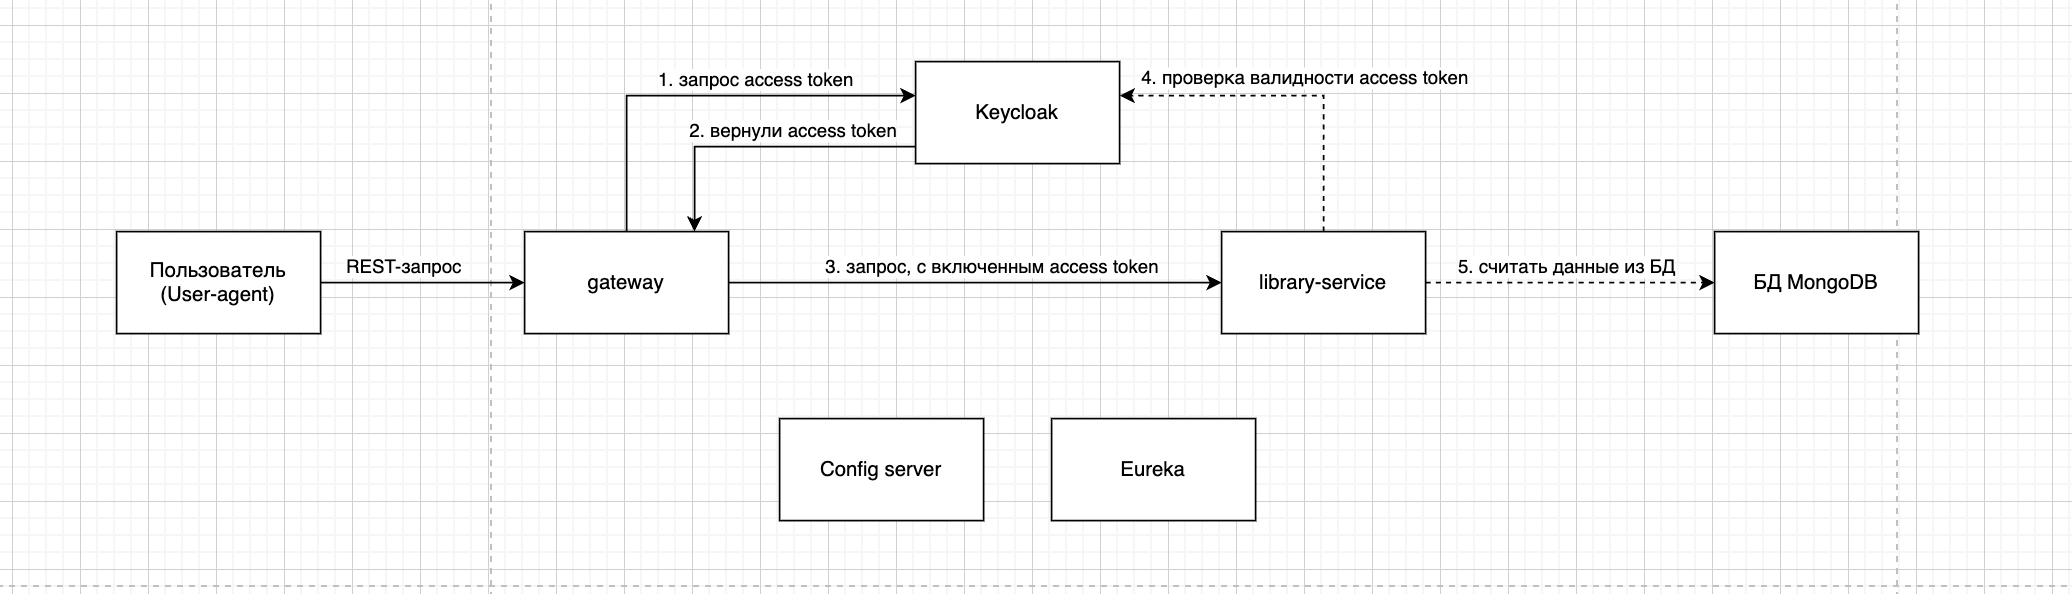 1. запрос access token
Keycloak
4. проверка валидности access token
2. вернули access token
Пользователь
(User-agent)
REST-запрос
gateway
3. запрос, с включенным access token
library-service
5. считать данные из БД
БД MongoDB
Config server
Eureka